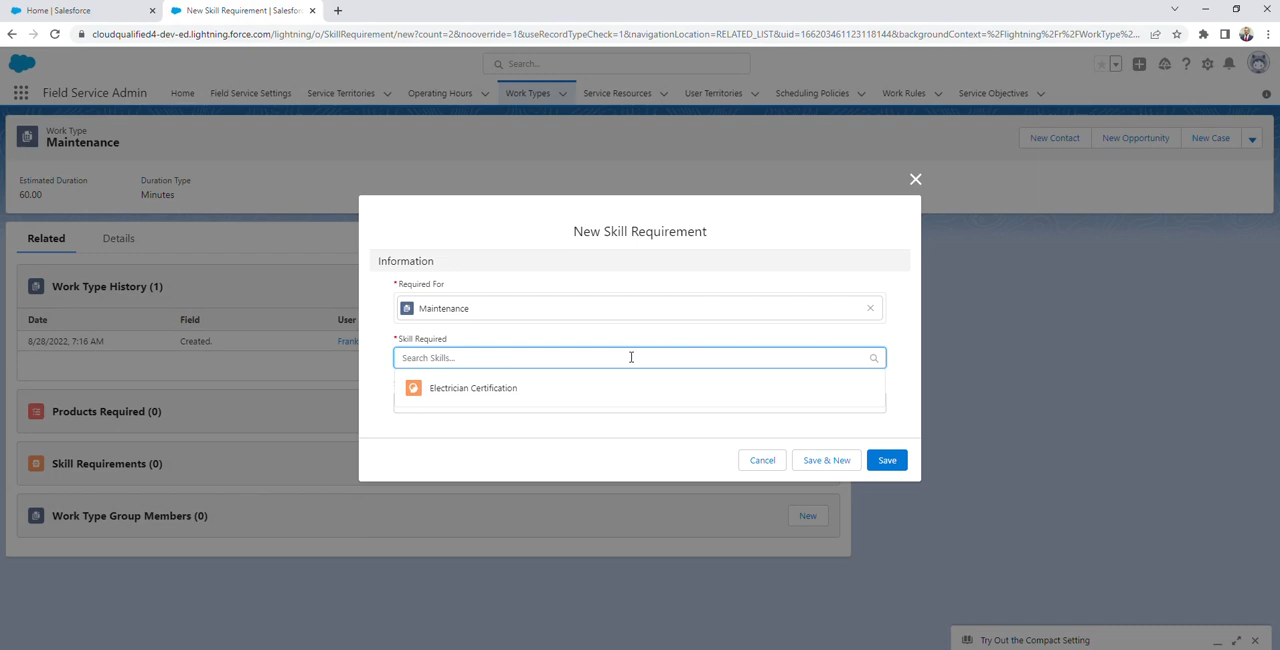 Home | Salesforce
New Skill Requirement | Salesfor
cloudqualified4-dev-ed.lightning.force.com/lightning/o/SkillRequirement/new?count=2&nooverride=1&useRecordTypeCheck=1&navigationLocation=RELATED_LIST&uid=166203461123118144&backgroundContext=%2Flightning%2Fr%2FWorkType%2...
Search...
Field Service Admin Home Field Service Settings Service Territories Operating Hours Work Types Service Resources User Territories Scheduling Policies Work Rules Service Objectives
Work Type
Maintenance
New Contact New Opportunity New Case
Estimated Duration Duration Type
60.00 Minutes
Related Details
Work Type History (1)
Date Field User
8/28/2022, 7:16 AM Created. Frank
Products Required (0)
Skill Requirements (0)
Work Type Group Members (0) New
New Skill Requirement
Information
*Required For
Maintenance
*Skill Required
Search Skills...
Electrician Certification
Cancel Save & New Save
Try Out the Compact Setting